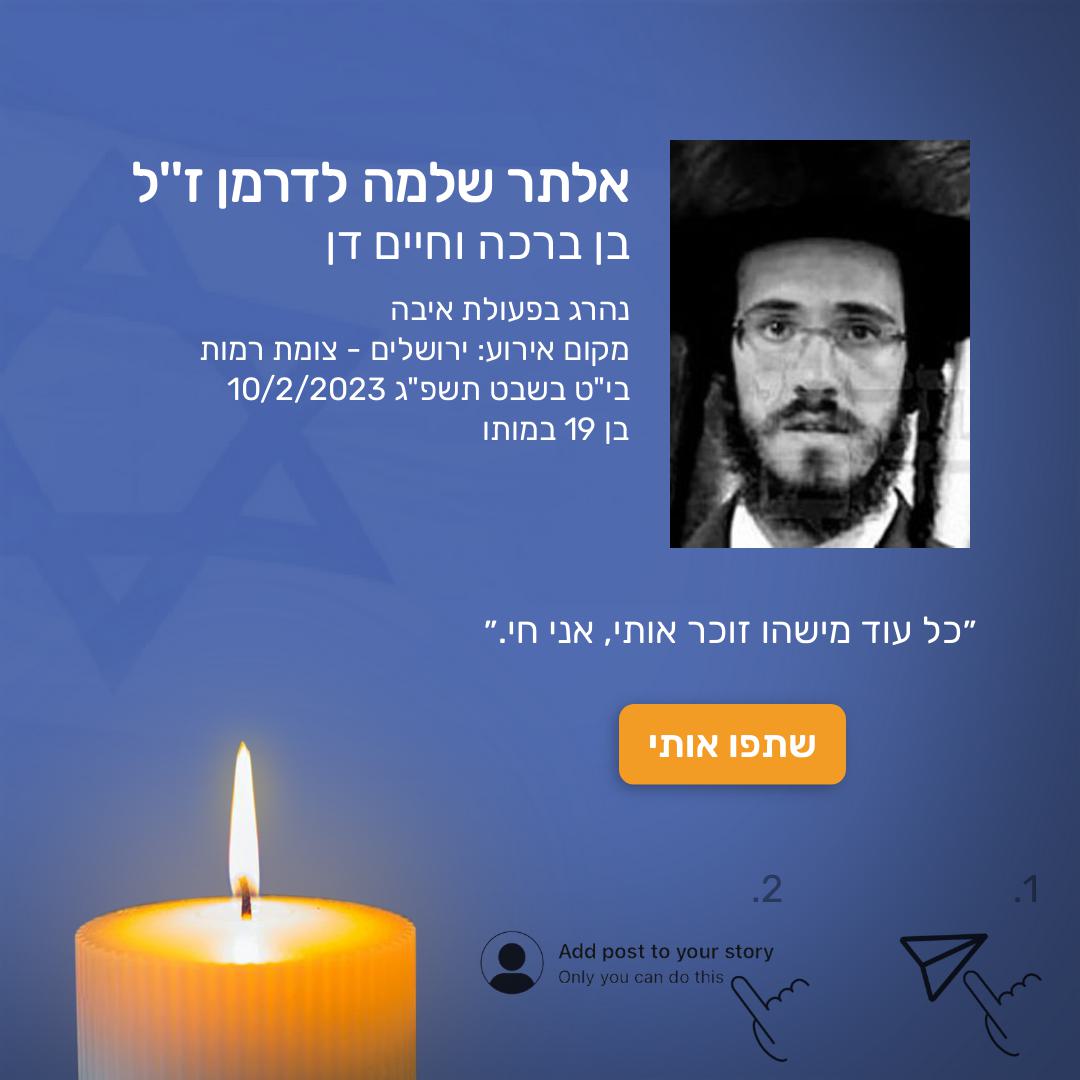 אלתר שלמה לדרמן ז"ל
בן ברכה וחיים דן
נהרג בפעולת איבה
מקום אירוע: ירושלים - צומת רמות
בי"ט בשבט תשפ"ג 10/2/2023
בן 19 במותו
״כל עוד מישהו זוכר אותי, אני חי.״
שתפו אותי
.1
.2
Add post to your story
Only you can do this